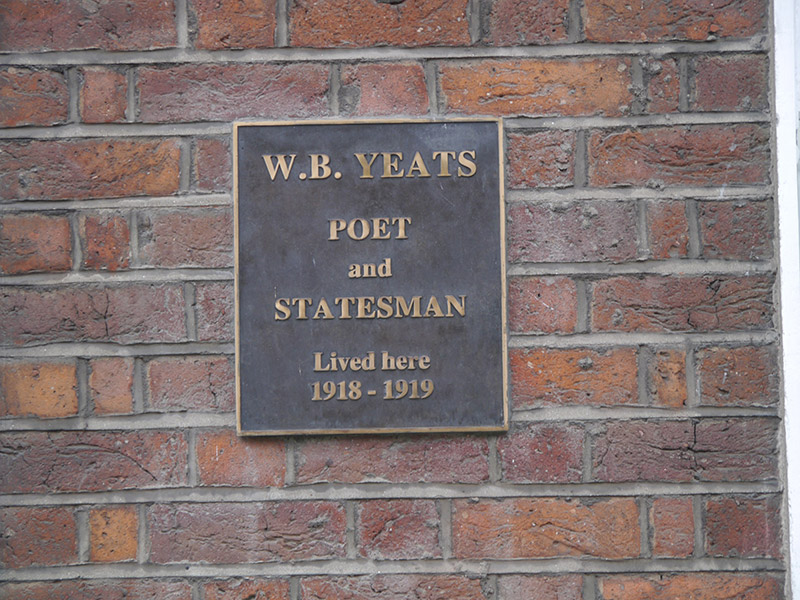 W.B. YEATS
POET
and
STATESMAN
Lived here
1918 - 1919